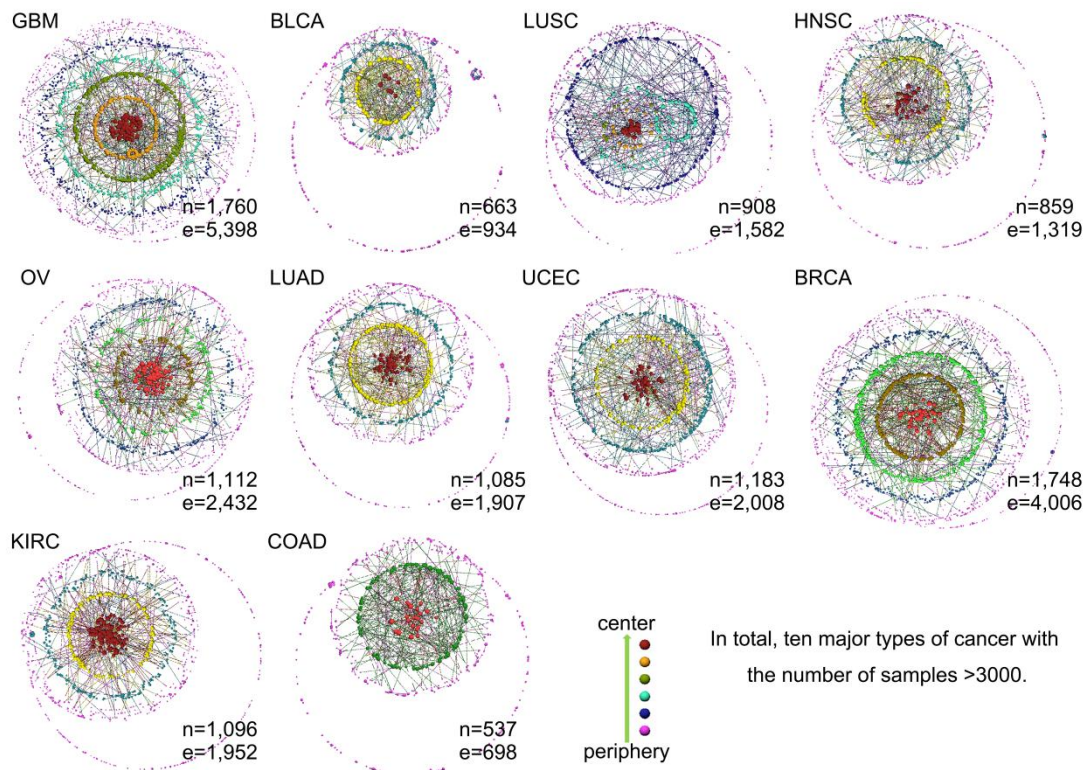 GBM
BLCA
LUSC
HNSC
n=1,760
e=5,398
n=663
e=934
n=908
e=1,582
n=859
e=1,319
OV
LUAD
UCEC
BRCA
n=1,112
e=2,432
n=1,085
e=1,907
n=1,183
e=2,008
n=1,748
e=4,006
KIRC
COAD
n=1,096
e=1,952
n=537
e=698
center
periphery
In total, ten major types of cancer with
the number of samples >3000.